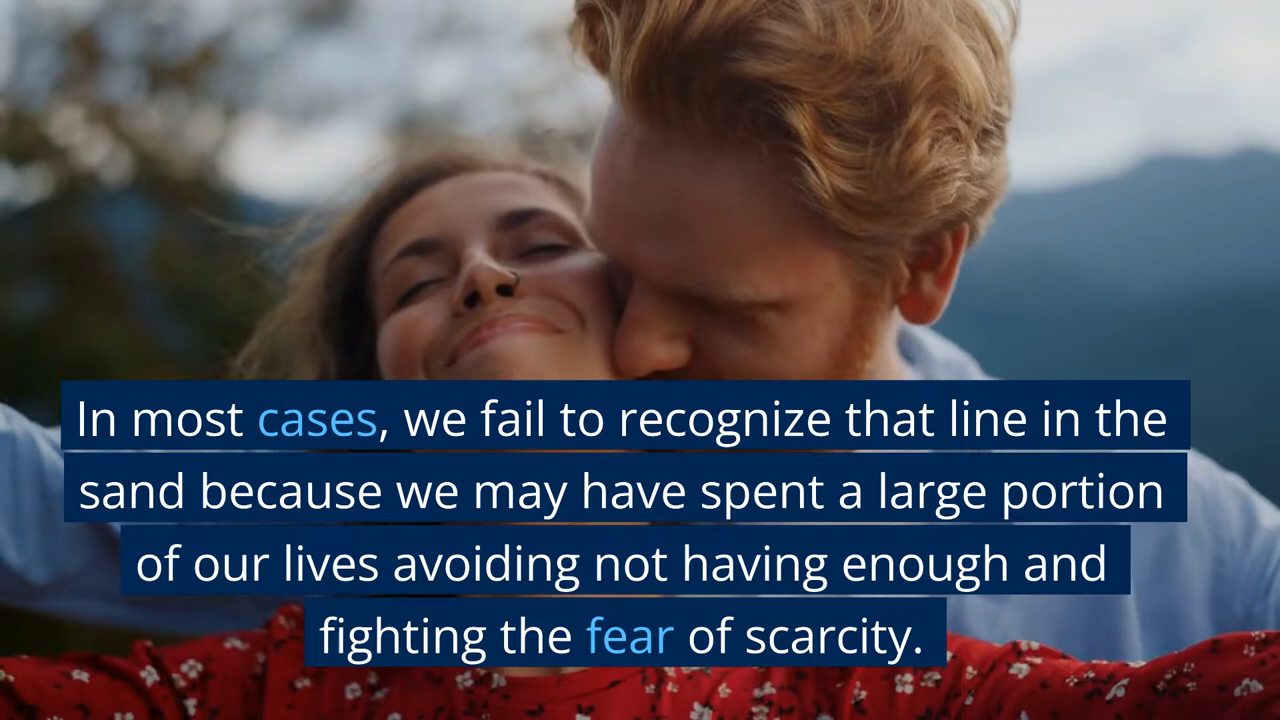 In most cases, we fail to recognize that line in the
sand because we may have spent a large portion
of our lives avoiding not having enough and
fighting the fear of scarcity.